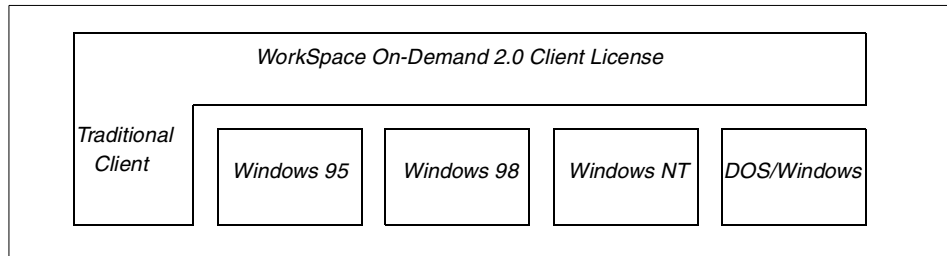 WorkSpace On-Demand 2.0 Client License
Traditional
Client
Windows 95
Windows 98
Windows NT
DOS/Windows